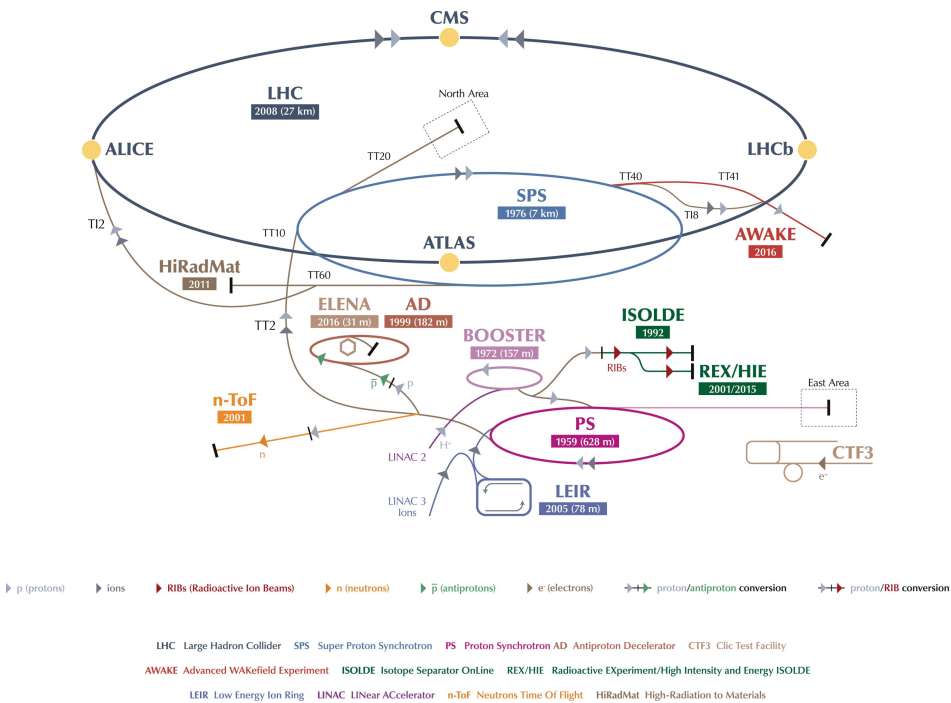 CMS
LHC
2008 (27 km)
North Area
ALICE
TT20
LHCb
TT40
TT41
SPS
1976 (7 km)
TI8
TI2
TT10
ATLAS
AWAKE
2016
HiRadMat
2011
TT60
ELENA
2016 (31 m)
AD
1999 (182 m)
TT2
BOOSTER
1972 (157 m)
ISOLDE
1992
RIBs
REX/HIE
2001/2015
p̅
p
East Area
n-ToF
2001
n
H⁺
LINAC 2
PS
1959 (628 m)
CTF3
e⁻
LINAC 3
Ions
LEIR
2005 (78 m)
p (protons) ions RIBs (Radioactive Ion Beams) n (neutrons) p̅ (antiprotons) e⁻ (electrons) proton/antiproton conversion proton/RIB conversion
LHC Large Hadron Collider SPS Super Proton Synchrotron PS Proton Synchrotron AD Antiproton Decelerator CTF3 Clic Test Facility
AWAKE Advanced WAKefield Experiment ISOLDE Isotope Separator OnLine REX/HIE Radioactive EXperiment/High Intensity and Energy ISOLDE
LEIR Low Energy Ion Ring LINAC LINear ACcelerator n-ToF Neutrons Time Of Flight HiRadMat High-Radiation to Materials